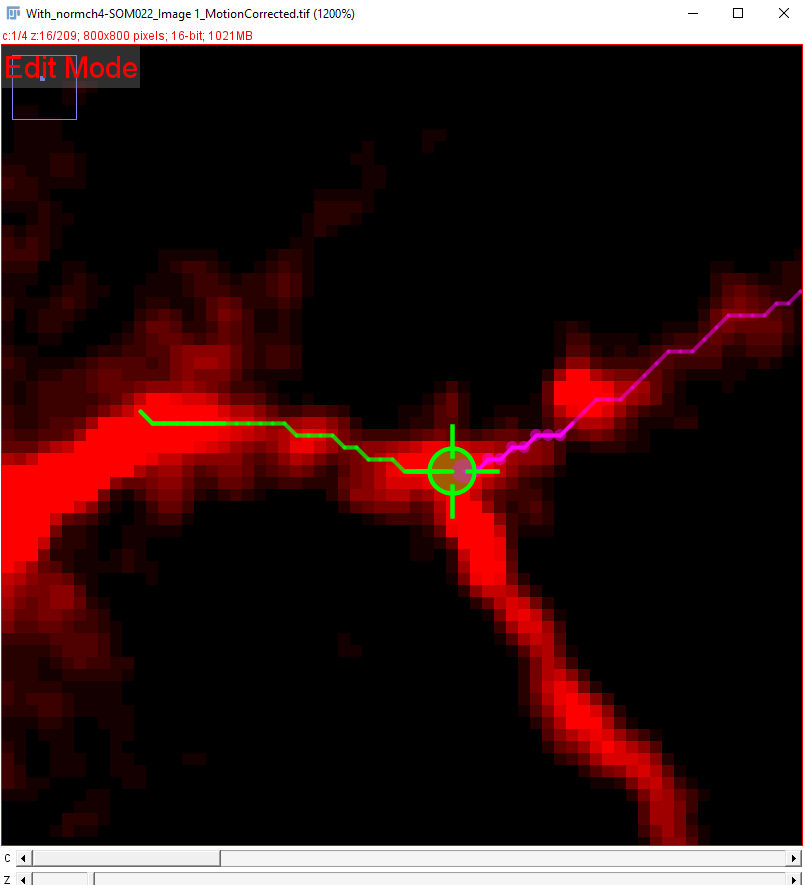 With_normch4-SOM022_Image 1_MotionCorrected.tif (1200%)
c:1/4 z:16/209; 800x800 pixels; 16-bit; 1021MB
Edit Mode
c
z